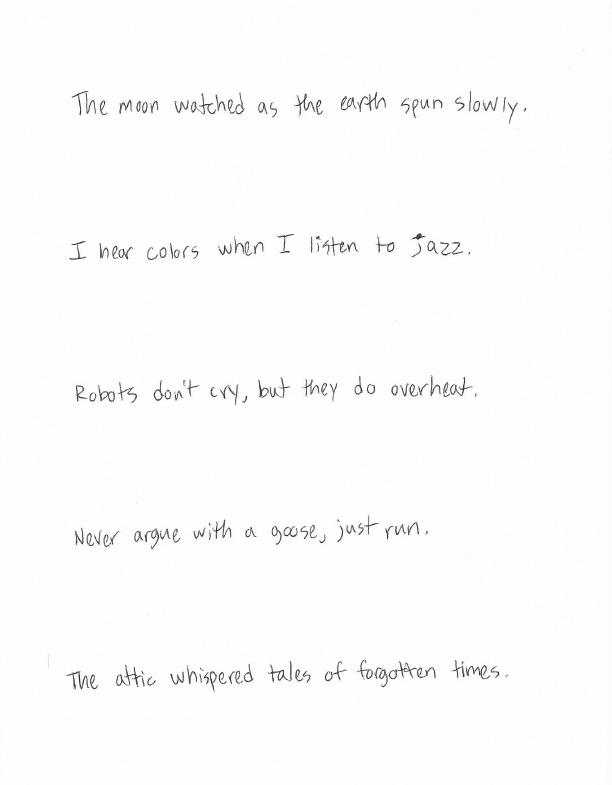 The moon watched as the earth spun slowly.
I hear colors when I listen to jazz.
Robots don't cry, but they do overheat.
Never argue with a goose, just run.
The attic whispered tales of forgotten times.